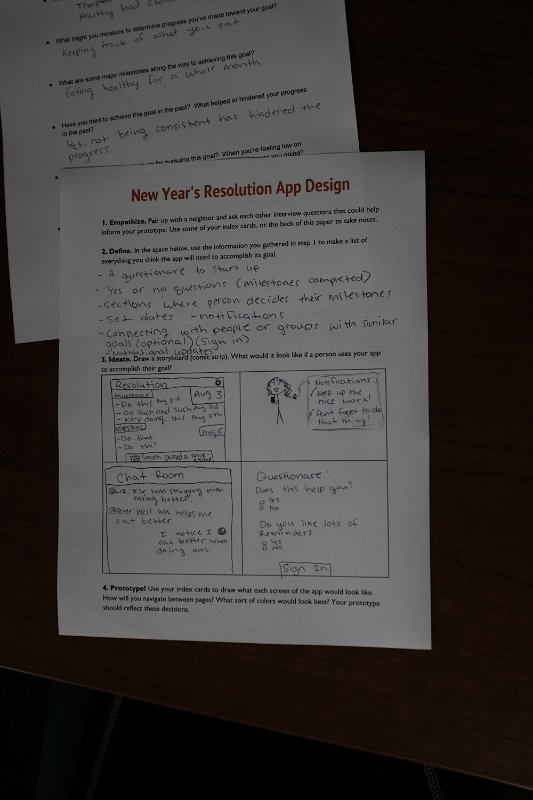 Healthy food
• What might you measure to determine progress you've made toward your goal?
Keeping track of what you eat.
• What are some major milestones along the way to achieving this goal?
Eating healthy for a whole month.
• Have you tried to achieve this goal in the past? What helped or hindered your progress
in the past?
Yes, not being consistent has hindered the
progress.
for pursuing this goal? When you're feeling low on
New Year's Resolution App Design
1. Empathize. Pair up with a neighbor and ask each other interview questions that could help
inform your prototype. Use some of your index cards, or the back of this paper to take notes.
2. Define. In the space below, use the information you gathered in step 1 to make a list of
everything you think the app will need to accomplish its goal.
- A questionare to start up
- Yes or no questions (milestones completed)
- Sections where person decides their milestones
- Set dates - notifications
- Connecting with people or groups with similar
goals (optional) (Sign in)
- Motivational updates
3. Ideate. Draw a storyboard (comic strip). What would it look like if a person uses your app
to accomplish their goal?
Resolution
Milestone 1
Aug 3
- Do this Aug 3rd
- Do such and such Aug 7th
- Keep doing this Aug 5th
Milestone
Aug 5
- Do that
- Do this
Sarah passed a mile-
Notifications
Keep up the
nice work!
Don't forget to do
that thing!
Chat Room
Liz: I've been struggling with
eating better
Peter: Well um helps me
eat better
I notice I
eat better when
doing um
Questionare:
Does this help you?
Yes
No
Do you like lots of
Reminders
Yes
No
Sign In
4. Prototype! Use your index cards to draw what each screen of the app would look like.
How will you navigate between pages? What sort of colors would look best? Your prototype
should reflect these decisions.